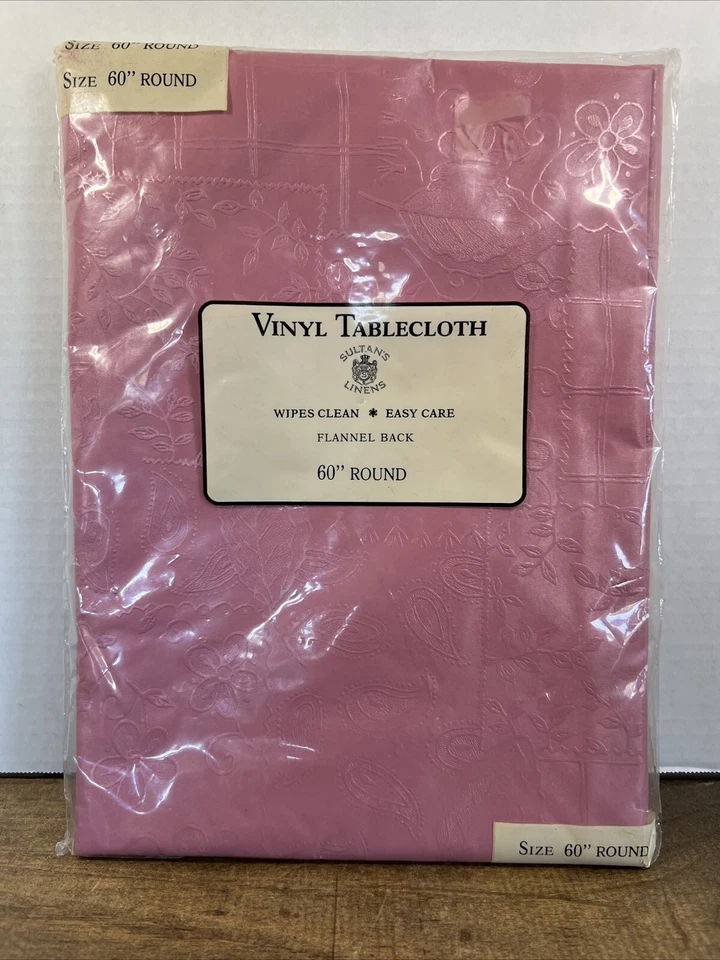 SIZE 60" ROUND
SIZE 60" ROUND
VINYL TABLECLOTH
SULTAN'S
LINENS
WIPES CLEAN * EASY CARE
FLANNEL BACK
60" ROUND
SIZE 60" ROUND